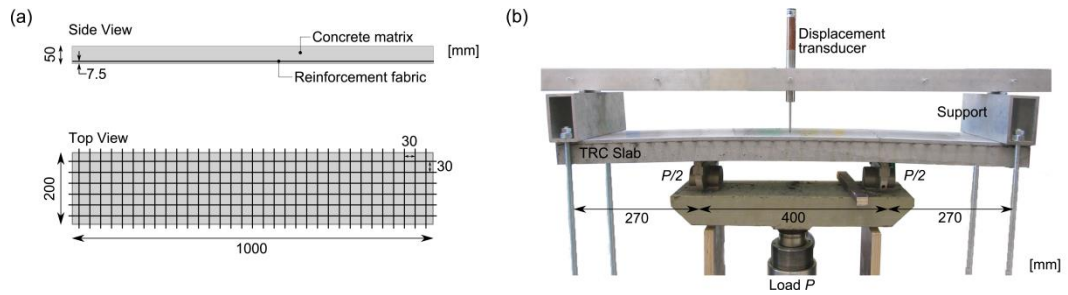 (a)
Side View
Concrete matrix
[mm]
50
7.5
Reinforcement fabric
Top View
30
30
200
1000
(b)
Displacement
transducer
Support
TRC Slab
P/2
P/2
270
400
270
[mm]
Load P